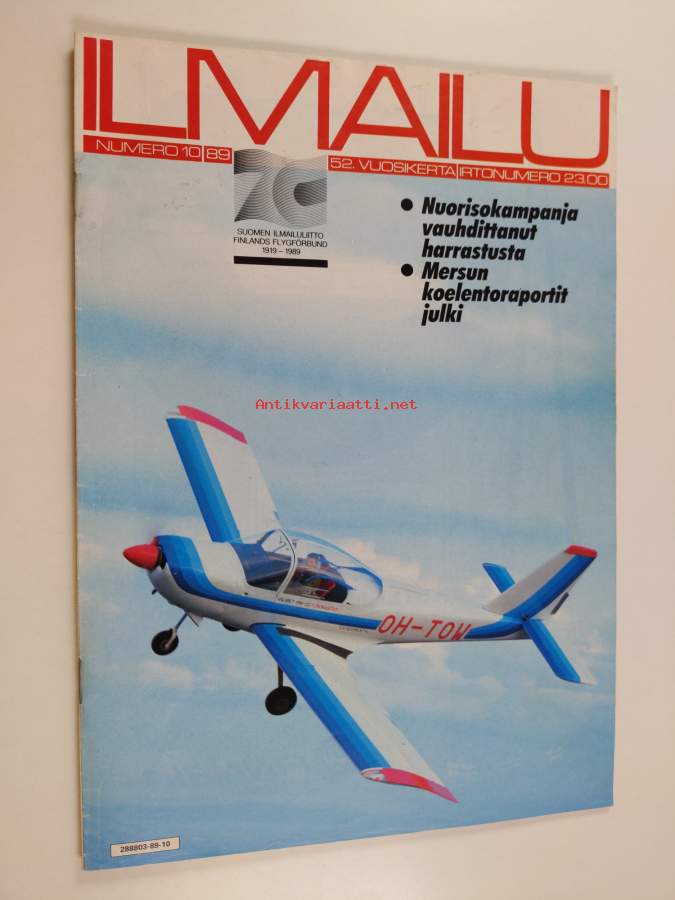 ILMAILU
NUMERO 10|89
52. VUOSIKERTA|IRTONUMERO 23.00
70
SUOMEN ILMAILULIITTO
FINLANDS FLYGFÖRBUND
1919 – 1989
● Nuorisokampanja
vauhdittanut
harrastusta
● Mersun
koelentoraportit
julki
Antikvariaatti.net
OH-TOW
288803-89-10